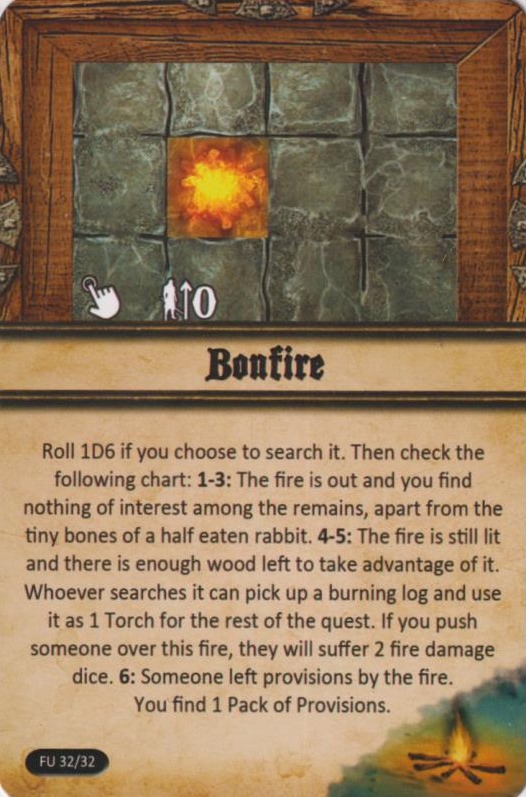 0
Bonfire
Roll 1D6 if you choose to search it. Then check the
following chart: 1-3: The fire is out and you find
nothing of interest among the remains, apart from the
tiny bones of a half eaten rabbit. 4-5: The fire is still lit
and there is enough wood left to take advantage of it.
Whoever searches it can pick up a burning log and use
it as 1 Torch for the rest of the quest. If you push
someone over this fire, they will suffer 2 fire damage
dice. 6: Someone left provisions by the fire.
You find 1 Pack of Provisions.
FU 32/32